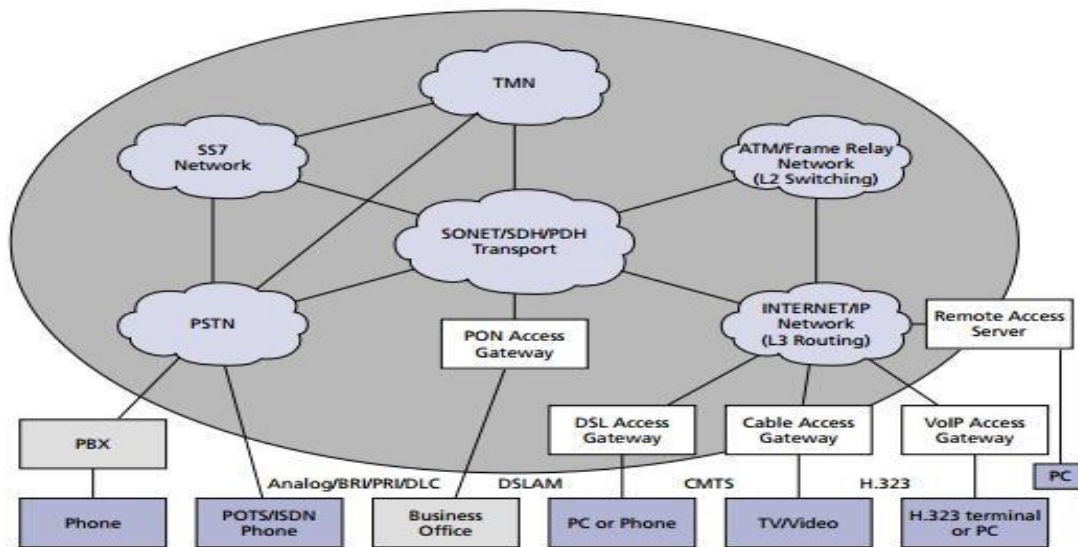 TMN
SS7
Network
ATM/Frame Relay
Network
(L2 Switching)
SONET/SDH/PDH
Transport
PSTN
PON Access
Gateway
INTERNET/IP
Network
(L3 Routing)
Remote Access
Server
PBX
DSL Access
Gateway
Cable Access
Gateway
VoIP Access
Gateway
PC
Analog/BRI/PRI/DLC
DSLAM
CMTS
H.323
Phone
POTS/ISDN
Phone
Business
Office
PC or Phone
TV/Video
H.323 terminal
or PC